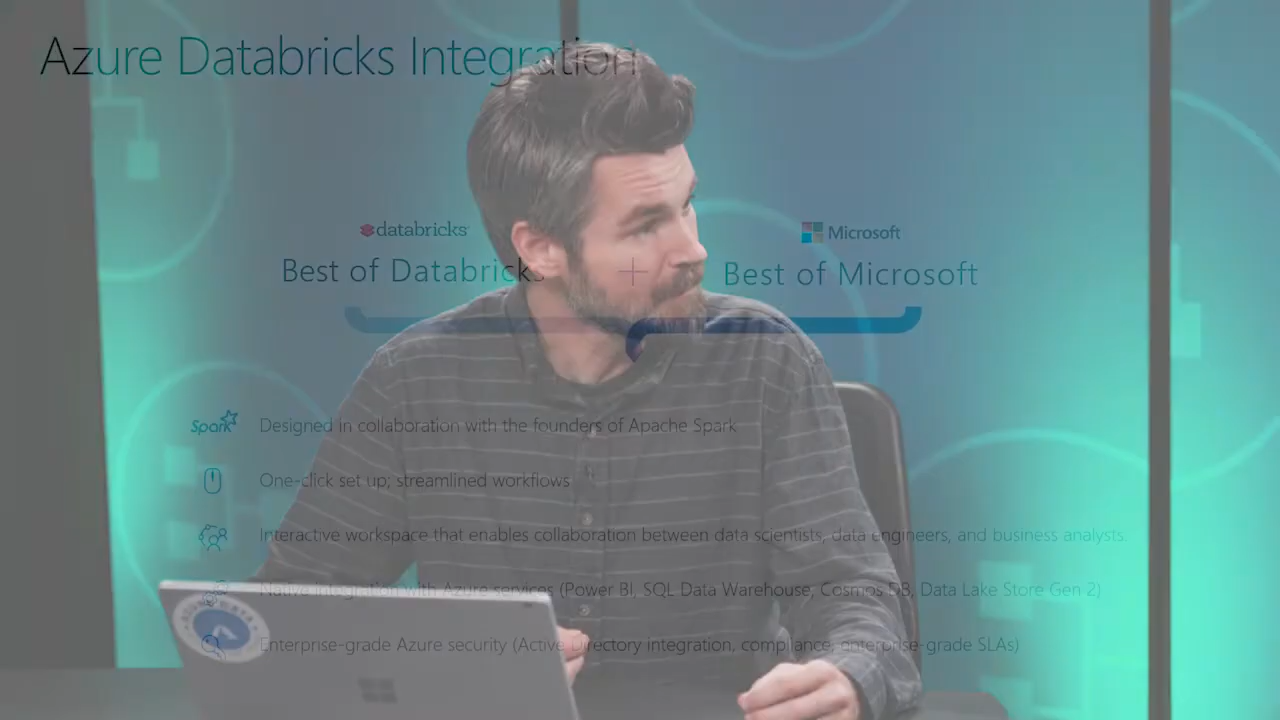 Azure Databricks Integration
databricks
Microsoft
Best of Databricks
+
Best of Microsoft
Spark
Designed in collaboration with the founders of Apache Spark
One-click set up; streamlined workflows
Interactive workspace that enables collaboration between data scientists, data engineers, and business analysts.
Native integration with Azure services (Power BI, SQL Data Warehouse, Cosmos DB, Data Lake Store Gen 2)
Enterprise-grade Azure security (Active Directory integration, compliance, enterprise-grade SLAs)